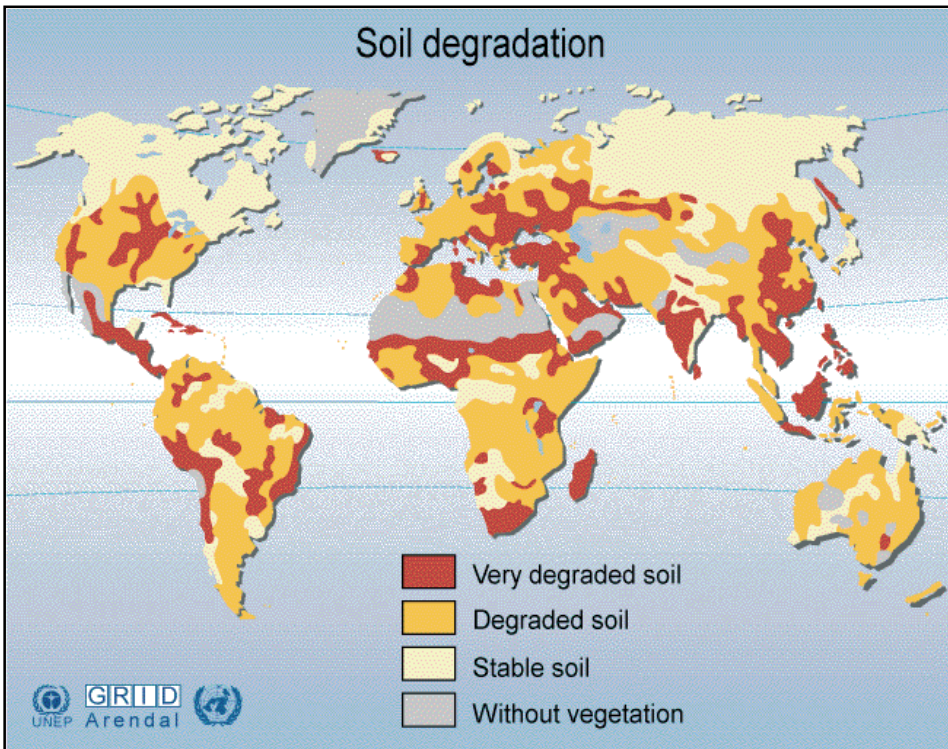 Soil degradation
Very degraded soil
Degraded soil
Stable soil
Without vegetation
UNEP
GRID
Arendal